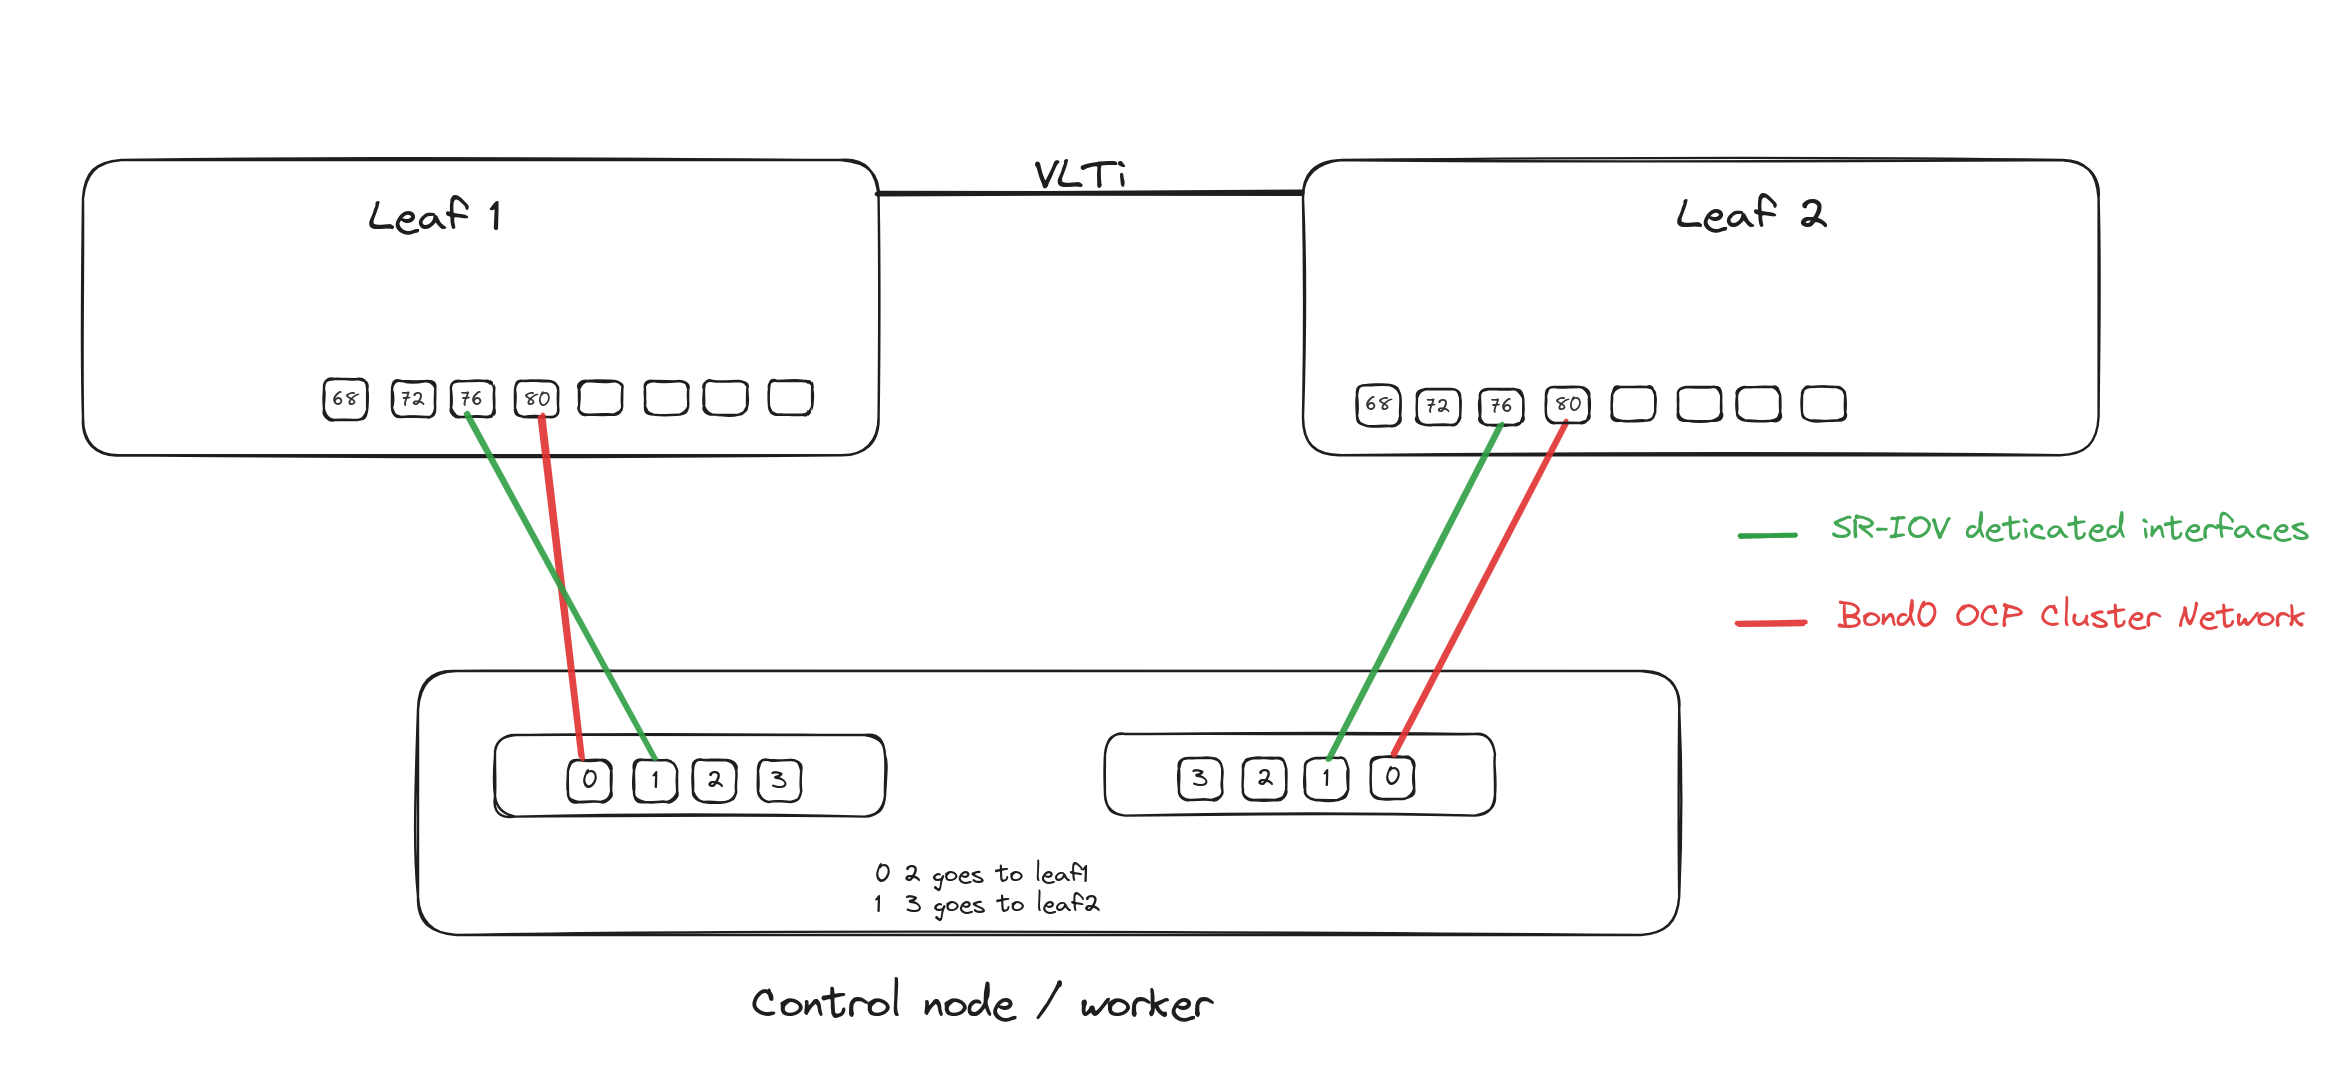 VLTi
Leaf 1
Leaf 2
68 72 76 80
68 72 76 80
SR-IOV deticated interfaces
Bond0 OCP Cluster Network
0 1 2 3
3 2 1 0
0 2 goes to leaf1
1 3 goes to leaf2
Control node / worker